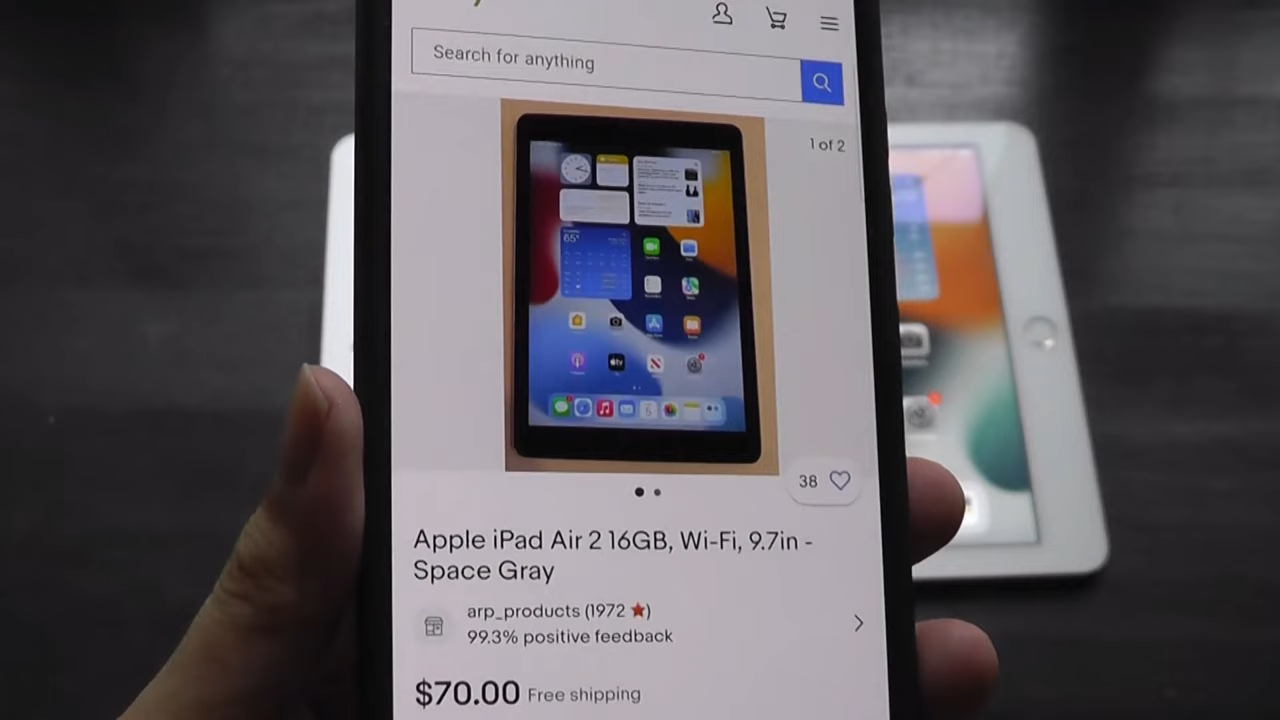 Search for anything
1 of 2
65°
38
Apple iPad Air 2 16GB, Wi-Fi, 9.7in -
Space Gray
arp_products (1972 ★)
99.3% positive feedback
$70.00 Free shipping